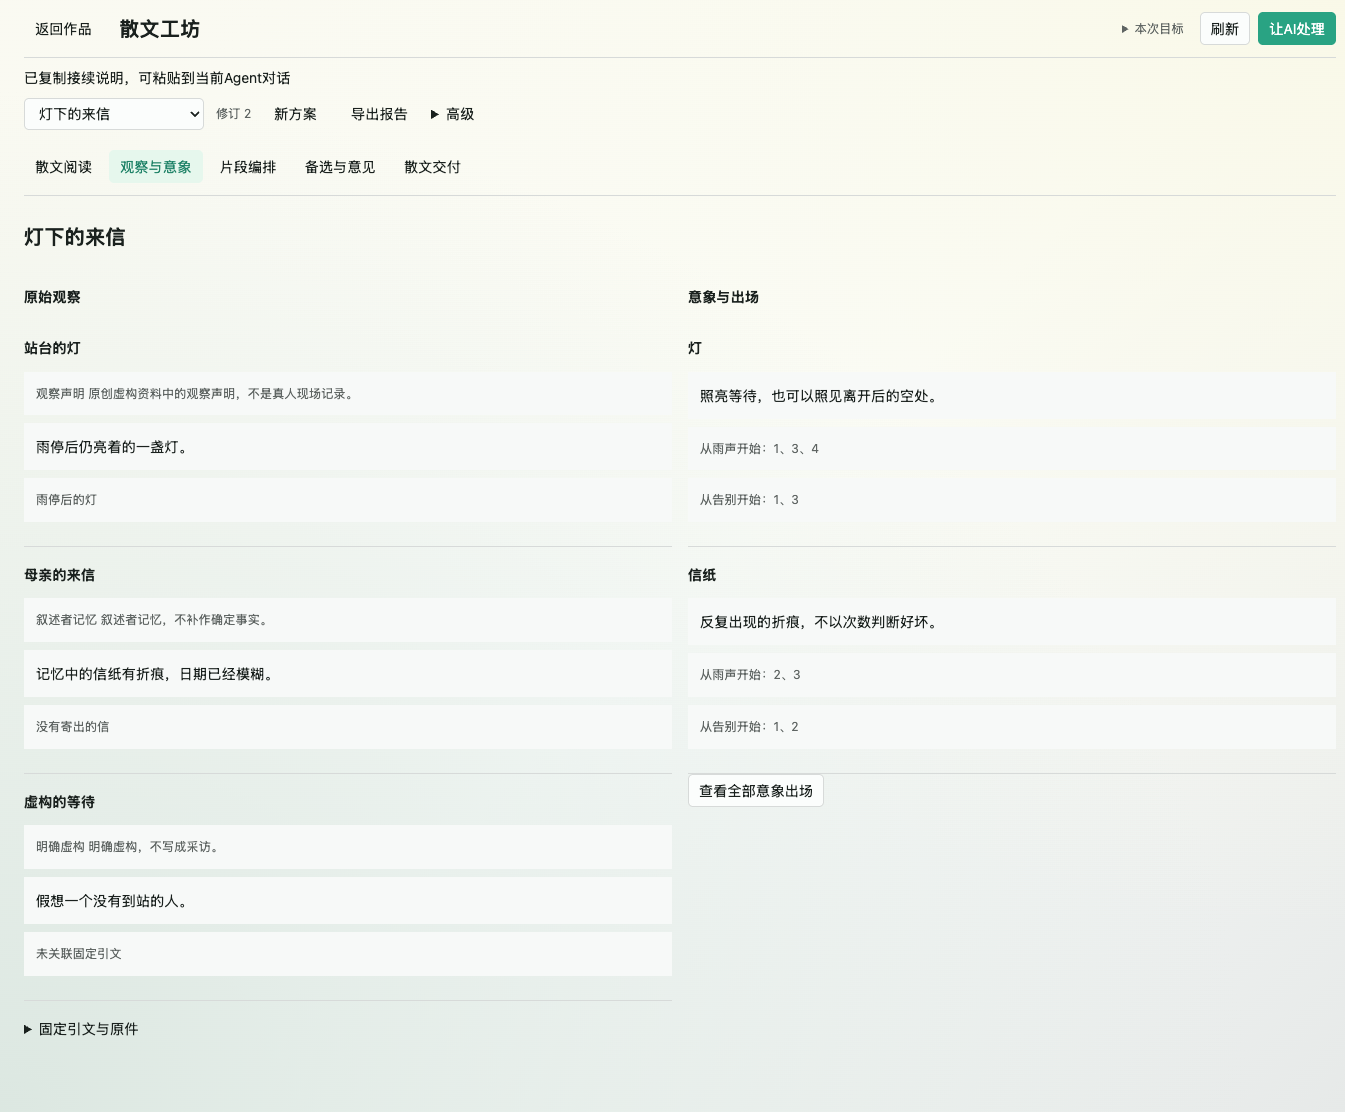 返回作品
散文工坊
本次目标
刷新
让AI处理
已复制接续说明，可粘贴到当前Agent对话
灯下的来信
修订 2
新方案
导出报告
高级
散文阅读
观察与意象
片段编排
备选与意见
散文交付
灯下的来信
原始观察
站台的灯
观察声明 原创虚构资料中的观察声明，不是真人现场记录。
雨停后仍亮着的一盏灯。
雨停后的灯
母亲的来信
叙述者记忆 叙述者记忆，不补作确定事实。
记忆中的信纸有折痕，日期已经模糊。
没有寄出的信
虚构的等待
明确虚构 明确虚构，不写成采访。
假想一个没有到站的人。
未关联固定引文
固定引文与原件
意象与出场
灯
照亮等待，也可以照见离开后的空处。
从雨声开始：1、3、4
从告别开始：1、3
信纸
反复出现的折痕，不以次数判断好坏。
从雨声开始：2、3
从告别开始：1、2
查看全部意象出场